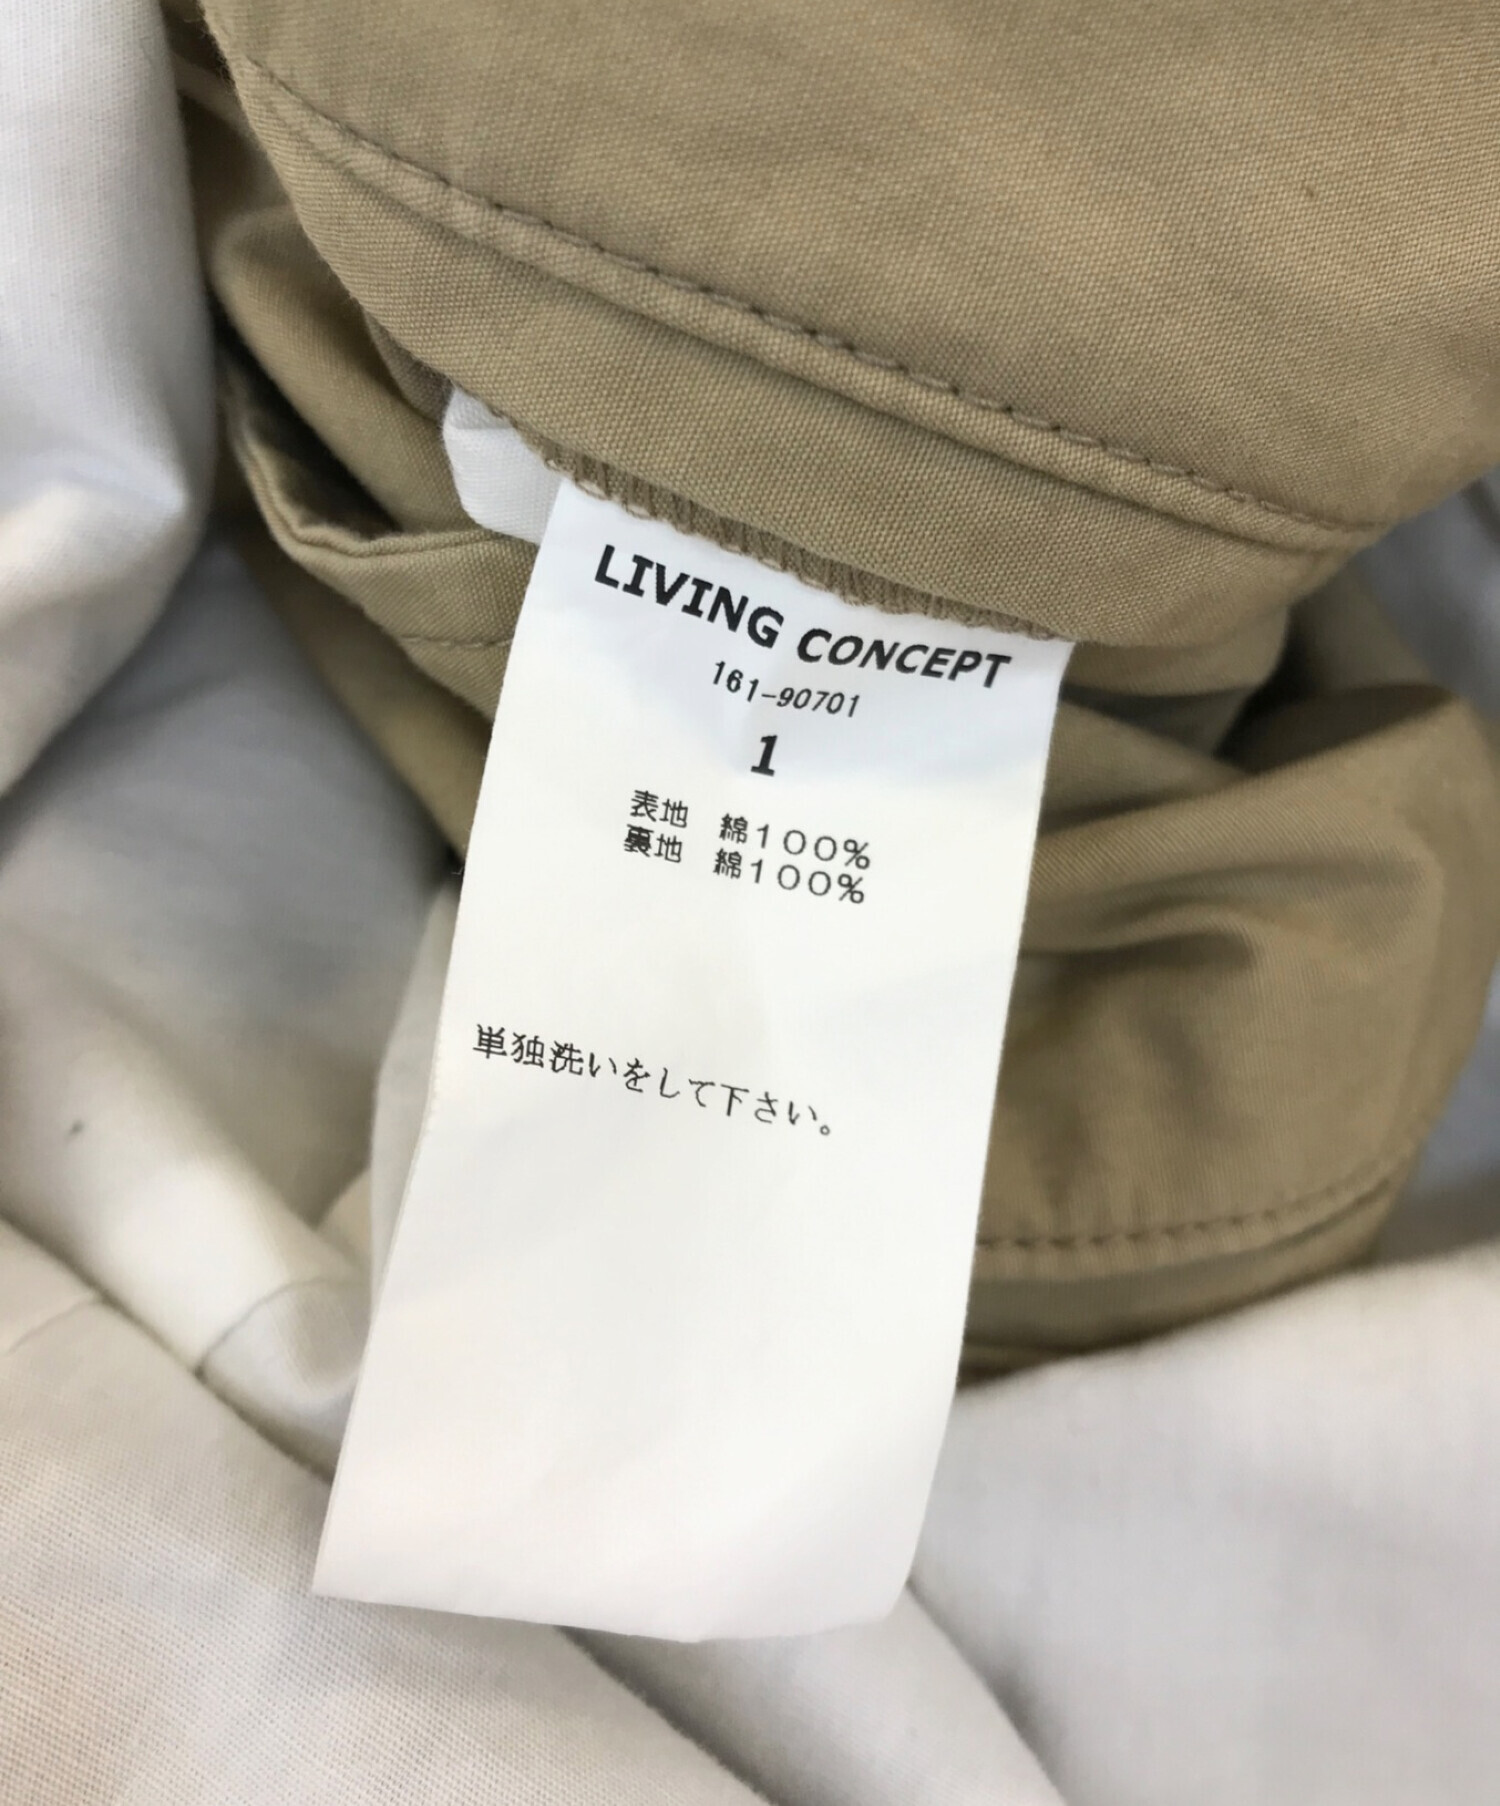 LIVING CONCEPT
161-90701
1
表地 綿100%
裏地 綿100%
単独洗いをして下さい。